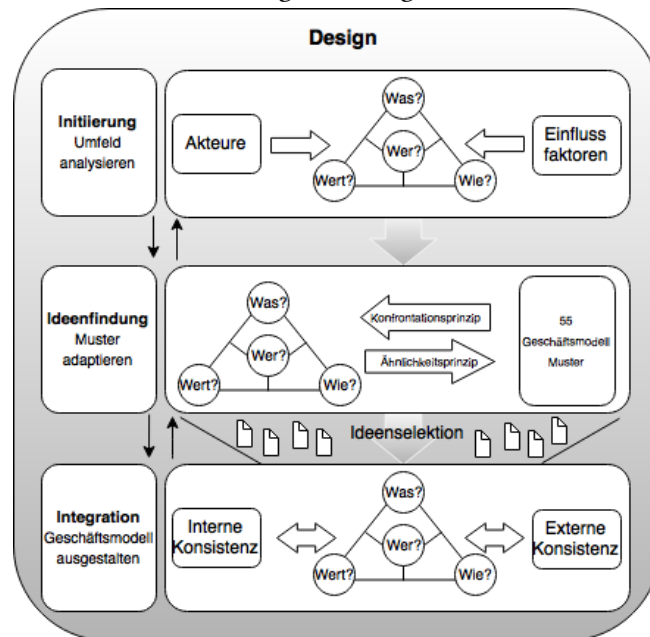 Design
Initiierung
Umfeld
analysieren
Akteure
Was?
Wer?
Wert?
Wie?
Einfluss
faktoren
Ideenfindung
Muster
adaptieren
Was?
Wer?
Wert?
Wie?
Konfrontationsprinzip
Ähnlichkeitsprinzip
55
Geschäftsmodell
Muster
Ideenselektion
Integration
Geschäftsmodell
ausgestalten
Interne
Konsistenz
Was?
Wer?
Wert?
Wie?
Externe
Konsistenz